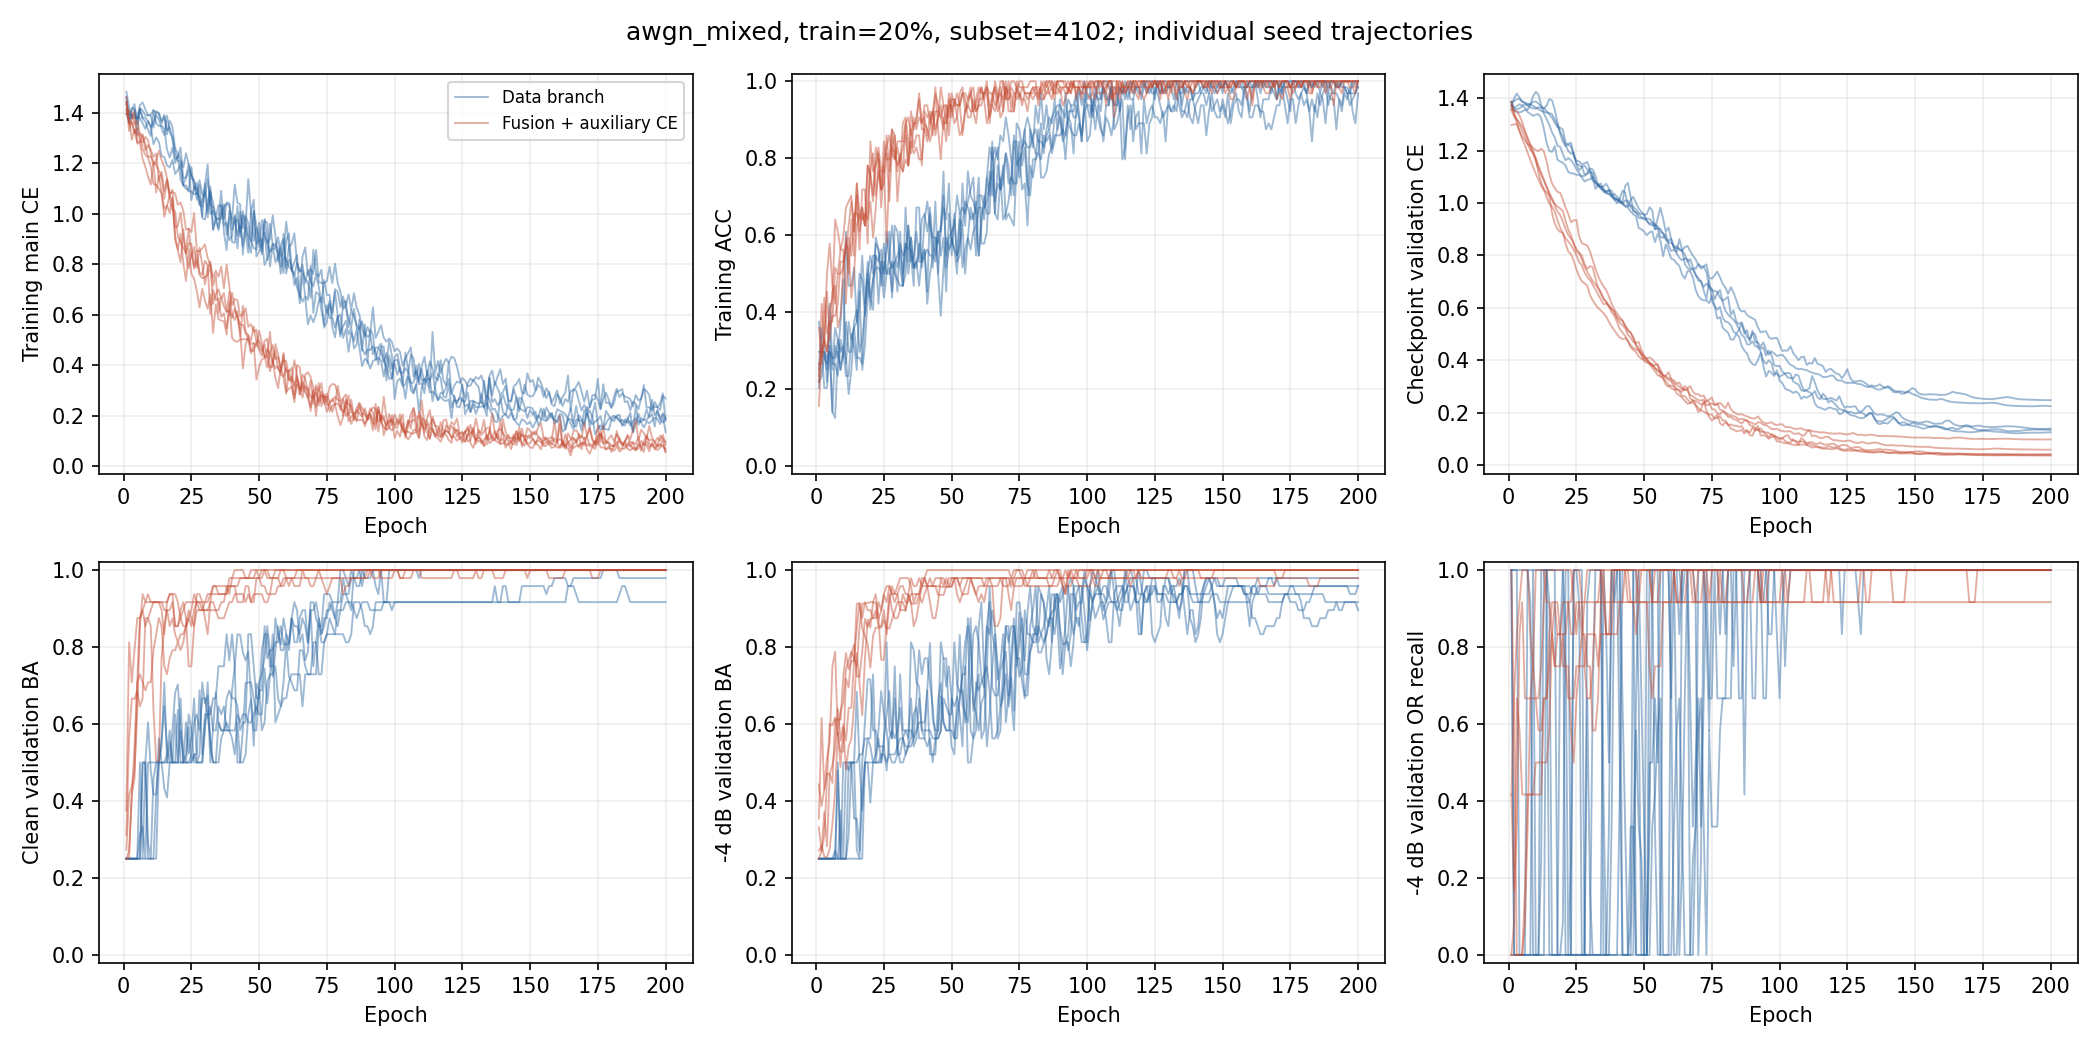 awgn_mixed, train=20%, subset=4102; individual seed trajectories
Training main CE
1.4
1.2
1.0
0.8
0.6
0.4
0.2
0.0
Data branch
Fusion + auxiliary CE
0 25 50 75 100 125 150 175 200
Epoch
Training ACC
1.0
0.8
0.6
0.4
0.2
0.0
0 25 50 75 100 125 150 175 200
Epoch
Checkpoint validation CE
1.4
1.2
1.0
0.8
0.6
0.4
0.2
0.0
0 25 50 75 100 125 150 175 200
Epoch
Clean validation BA
1.0
0.8
0.6
0.4
0.2
0.0
0 25 50 75 100 125 150 175 200
Epoch
-4 dB validation BA
1.0
0.8
0.6
0.4
0.2
0.0
0 25 50 75 100 125 150 175 200
Epoch
-4 dB validation OR recall
1.0
0.8
0.6
0.4
0.2
0.0
0 25 50 75 100 125 150 175 200
Epoch